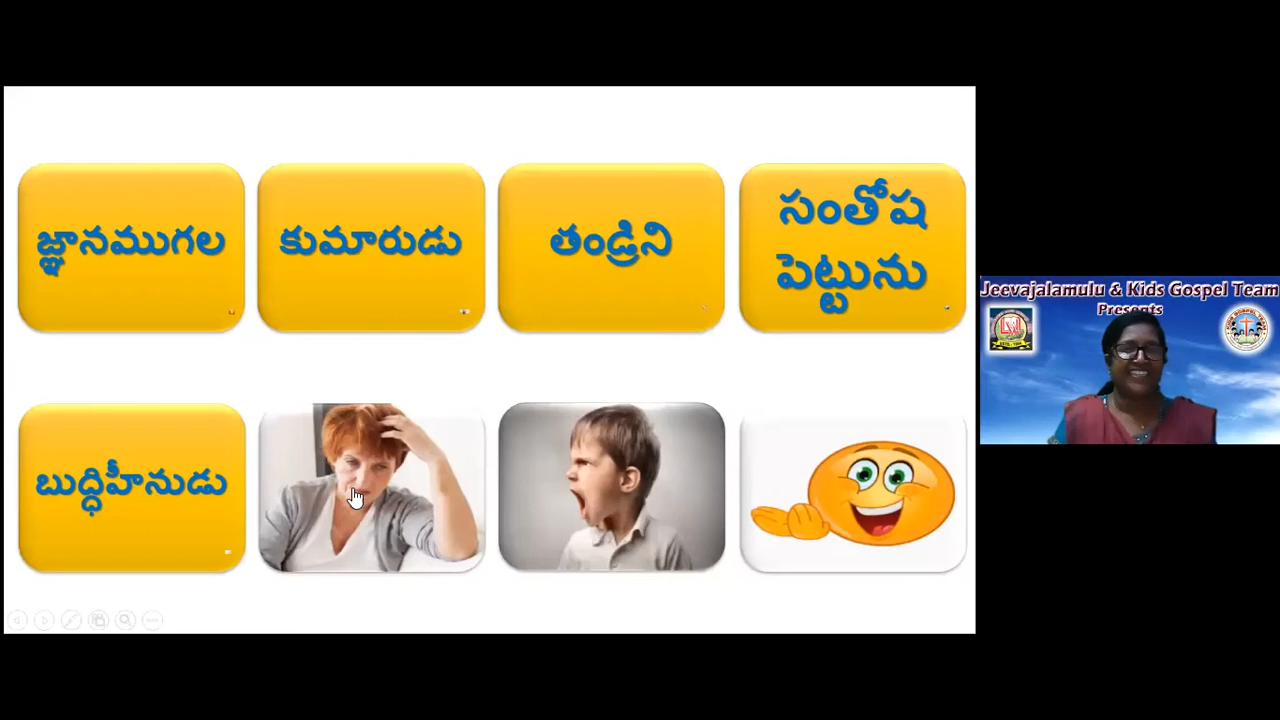 జ్ఞానముగల
కుమారుడు
తండ్రిని
సంతోష
పెట్టును
బుద్ధిహీనుడు
Jeevajalamulu & Kids Gospel Team
Presents